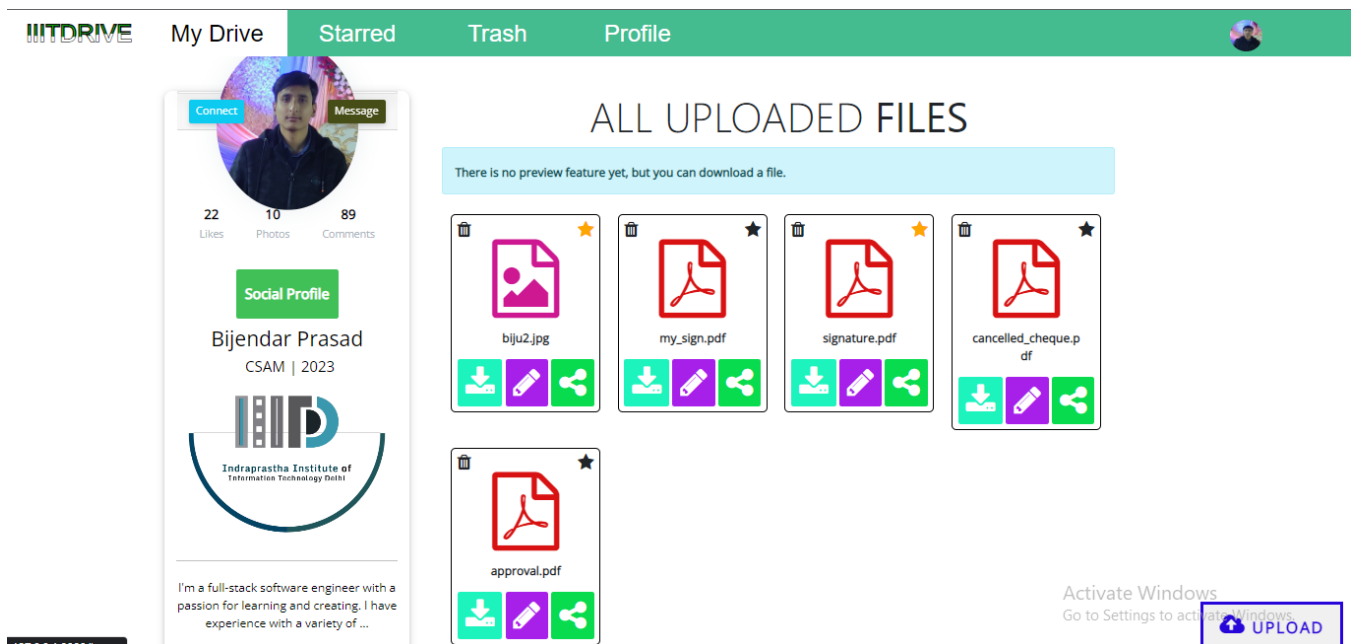 IIITDRIVE My Drive Starred Trash Profile
Connect Message
22 10 89
Likes Photos Comments
Social Profile
Bijendar Prasad
CSAM | 2023
IIITD
Indraprastha Institute of
Information Technology Delhi
I'm a full-stack software engineer with a
passion for learning and creating. I have
experience with a variety of ...
ALL UPLOADED FILES
There is no preview feature yet, but you can download a file.
biju2.jpg
my_sign.pdf
signature.pdf
cancelled_cheque.p
df
approval.pdf
Activate Windows
Go to Settings to activate Windows.
UPLOAD